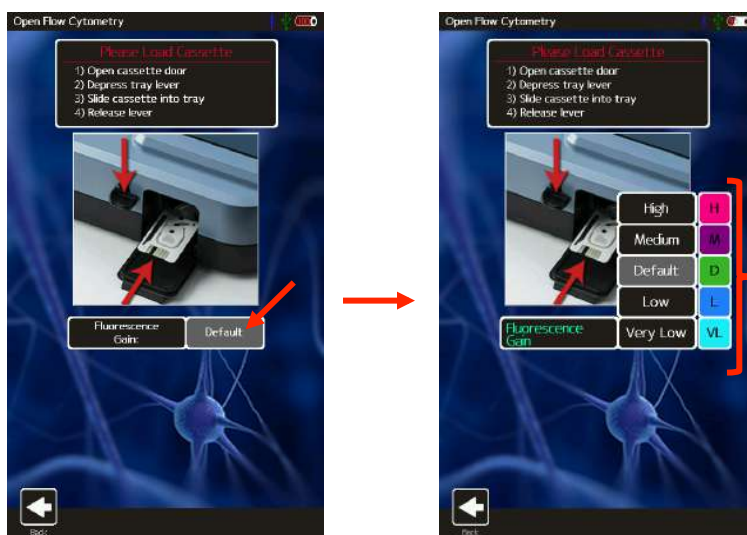 Open Flow Cytometry
Please Load Cassette
1) Open cassette door
2) Depress tray lever
3) Slide cassette into tray
4) Release lever
Fluorescence
Gain:
Default
Back
Open Flow Cytometry
Please Load Cassette
1) Open cassette door
2) Depress tray lever
3) Slide cassette into tray
4) Release lever
High H
Medium M
Default D
Low L
Very Low VL
Fluorescence
Gain
Back